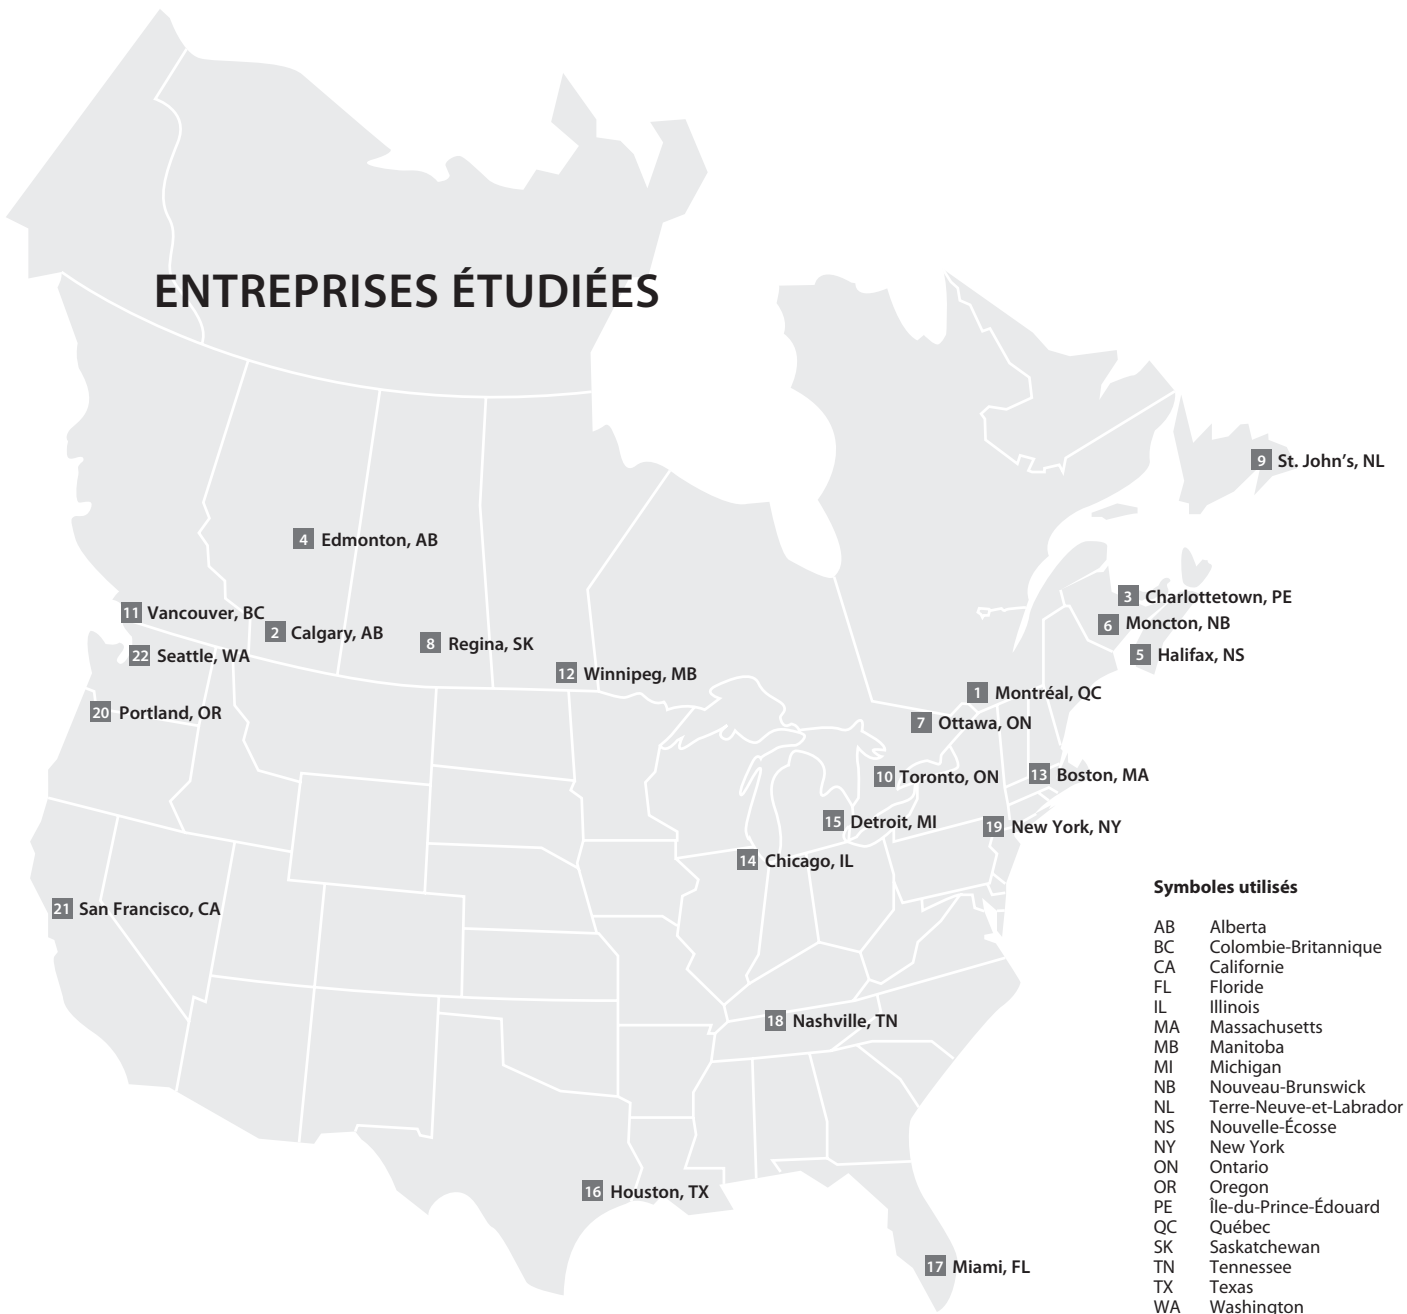 ENTREPRISES ÉTUDIÉES
9 St. John’s, NL
4 Edmonton, AB
3 Charlottetown, PE
11 Vancouver, BC
6 Moncton, NB
2 Calgary, AB
8 Regina, SK
5 Halifax, NS
22 Seattle, WA
12 Winnipeg, MB
1 Montréal, QC
20 Portland, OR
7 Ottawa, ON
10 Toronto, ON
13 Boston, MA
15 Detroit, MI
19 New York, NY
14 Chicago, IL
21 San Francisco, CA
18 Nashville, TN
16 Houston, TX
17 Miami, FL
Symboles utilisés
AB Alberta
BC Colombie-Britannique
CA Californie
FL Floride
IL Illinois
MA Massachusetts
MB Manitoba
MI Michigan
NB Nouveau-Brunswick
NL Terre-Neuve-et-Labrador
NS Nouvelle-Écosse
NY New York
ON Ontario
OR Oregon
PE Île-du-Prince-Édouard
QC Québec
SK Saskatchewan
TN Tennessee
TX Texas
WA Washington